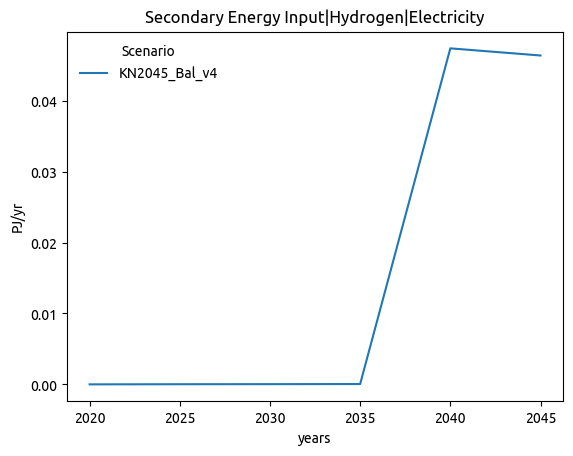 Secondary Energy Input|Hydrogen|Electricity
Scenario
KN2045_Bal_v4
0.04
0.03
0.02
0.01
0.00
PJ/yr
2020 2025 2030 2035 2040 2045
years